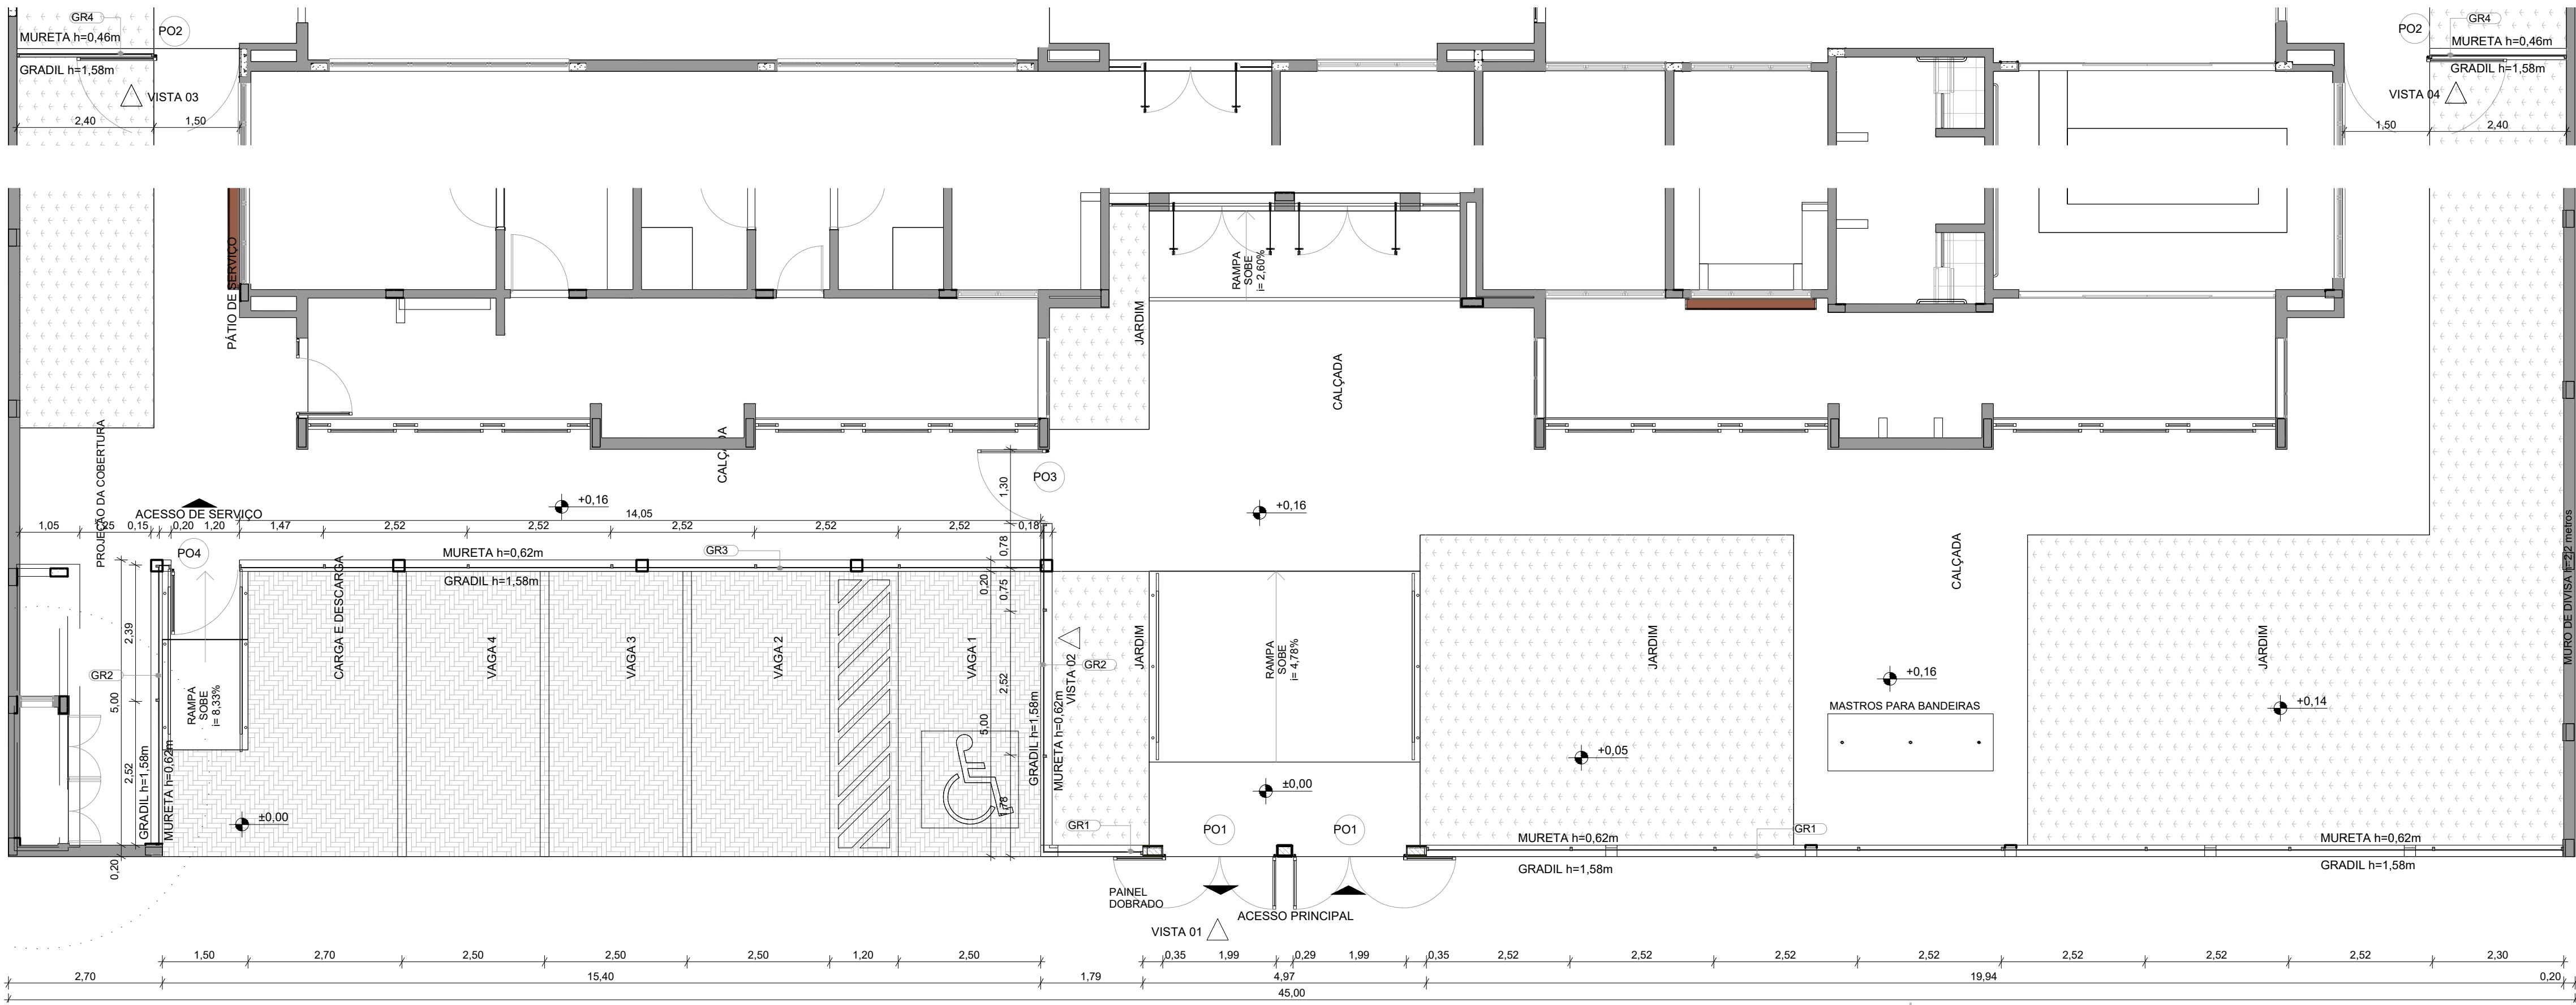 GR4
PO2
MURETA h=0,46m
GRADIL h=1,58m
VISTA 03
2,40
1,50
PO2
GR4
MURETA h=0,46m
GRADIL h=1,58m
VISTA 04
1,50
2,40
PÁTIO DE SERVIÇO
PROJEÇÃO DA COBERTURA
CALÇADA
JARDIM
RAMPA
SOBE
i= 2,60%
CALÇADA
PO3
1,30
ACESSO DE SERVIÇO
+0,16
14,05
+0,16
1,05
0,15
0,20
1,20
1,47
2,52
2,52
2,52
2,52
2,52
0,18
0,78
PO4
MURETA h=0,62m
GR3
GRADIL h=1,58m
0,20
0,75
CARGA E DESCARGA
VAGA 4
VAGA 3
VAGA 2
VAGA 1
2,39
5,00
2,52
0,20
GR2
RAMPA
SOBE
i= 8,33%
GRADIL h=1,58m
MURETA h=0,62m
±0,00
2,52
5,00
GRADIL h=1,58m
MURETA h=0,62m
VISTA 02
GR2
JARDIM
RAMPA
SOBE
i= 4,78%
±0,00
JARDIM
+0,05
CALÇADA
+0,16
MASTROS PARA BANDEIRAS
JARDIM
+0,14
MURO DE DIVISA h=2,2 metros
GR1
PO1
PO1
MURETA h=0,62m
GR1
MURETA h=0,62m
GRADIL h=1,58m
GRADIL h=1,58m
PAINEL
DOBRADO
ACESSO PRINCIPAL
VISTA 01
1,50
2,70
2,50
2,50
2,50
1,20
2,50
0,35
1,99
0,29
1,99
0,35
2,52
2,52
2,52
2,52
2,52
2,52
2,52
2,30
2,70
15,40
1,79
4,97
19,94
0,20
45,00